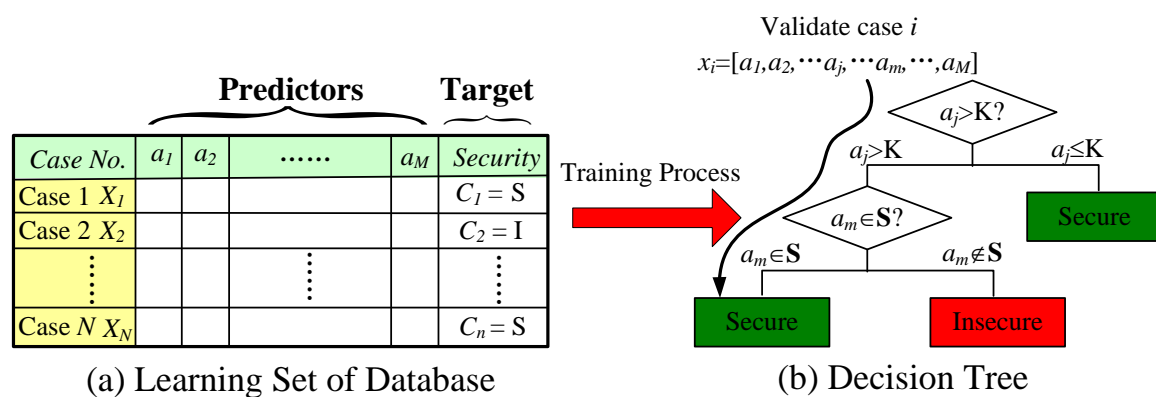 Predictors Target
Case No. a1 a2 …… aM Security
Case 1 X1 C1 = S
Case 2 X2 C2 = I
Case N XN Cn = S
(a) Learning Set of Database
Training Process
Validate case i
xi=[a1,a2,…aj,…am,…,aM]
aj>K?
aj>K aj≤K
am∈S? Secure
am∈S am∉S
Secure Insecure
(b) Decision Tree